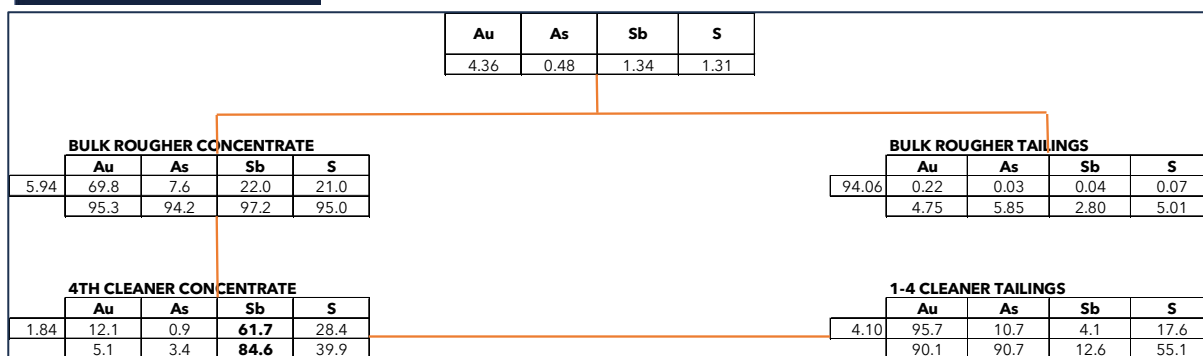 Au As Sb S
4.36 0.48 1.34 1.31
BULK ROUGHER CONCENTRATE
Au As Sb S
5.94 69.8 7.6 22.0 21.0
95.3 94.2 97.2 95.0
BULK ROUGHER TAILINGS
Au As Sb S
94.06 0.22 0.03 0.04 0.07
4.75 5.85 2.80 5.01
4TH CLEANER CONCENTRATE
Au As Sb S
1.84 12.1 0.9 61.7 28.4
5.1 3.4 84.6 39.9
1-4 CLEANER TAILINGS
Au As Sb S
4.10 95.7 10.7 4.1 17.6
90.1 90.7 12.6 55.1